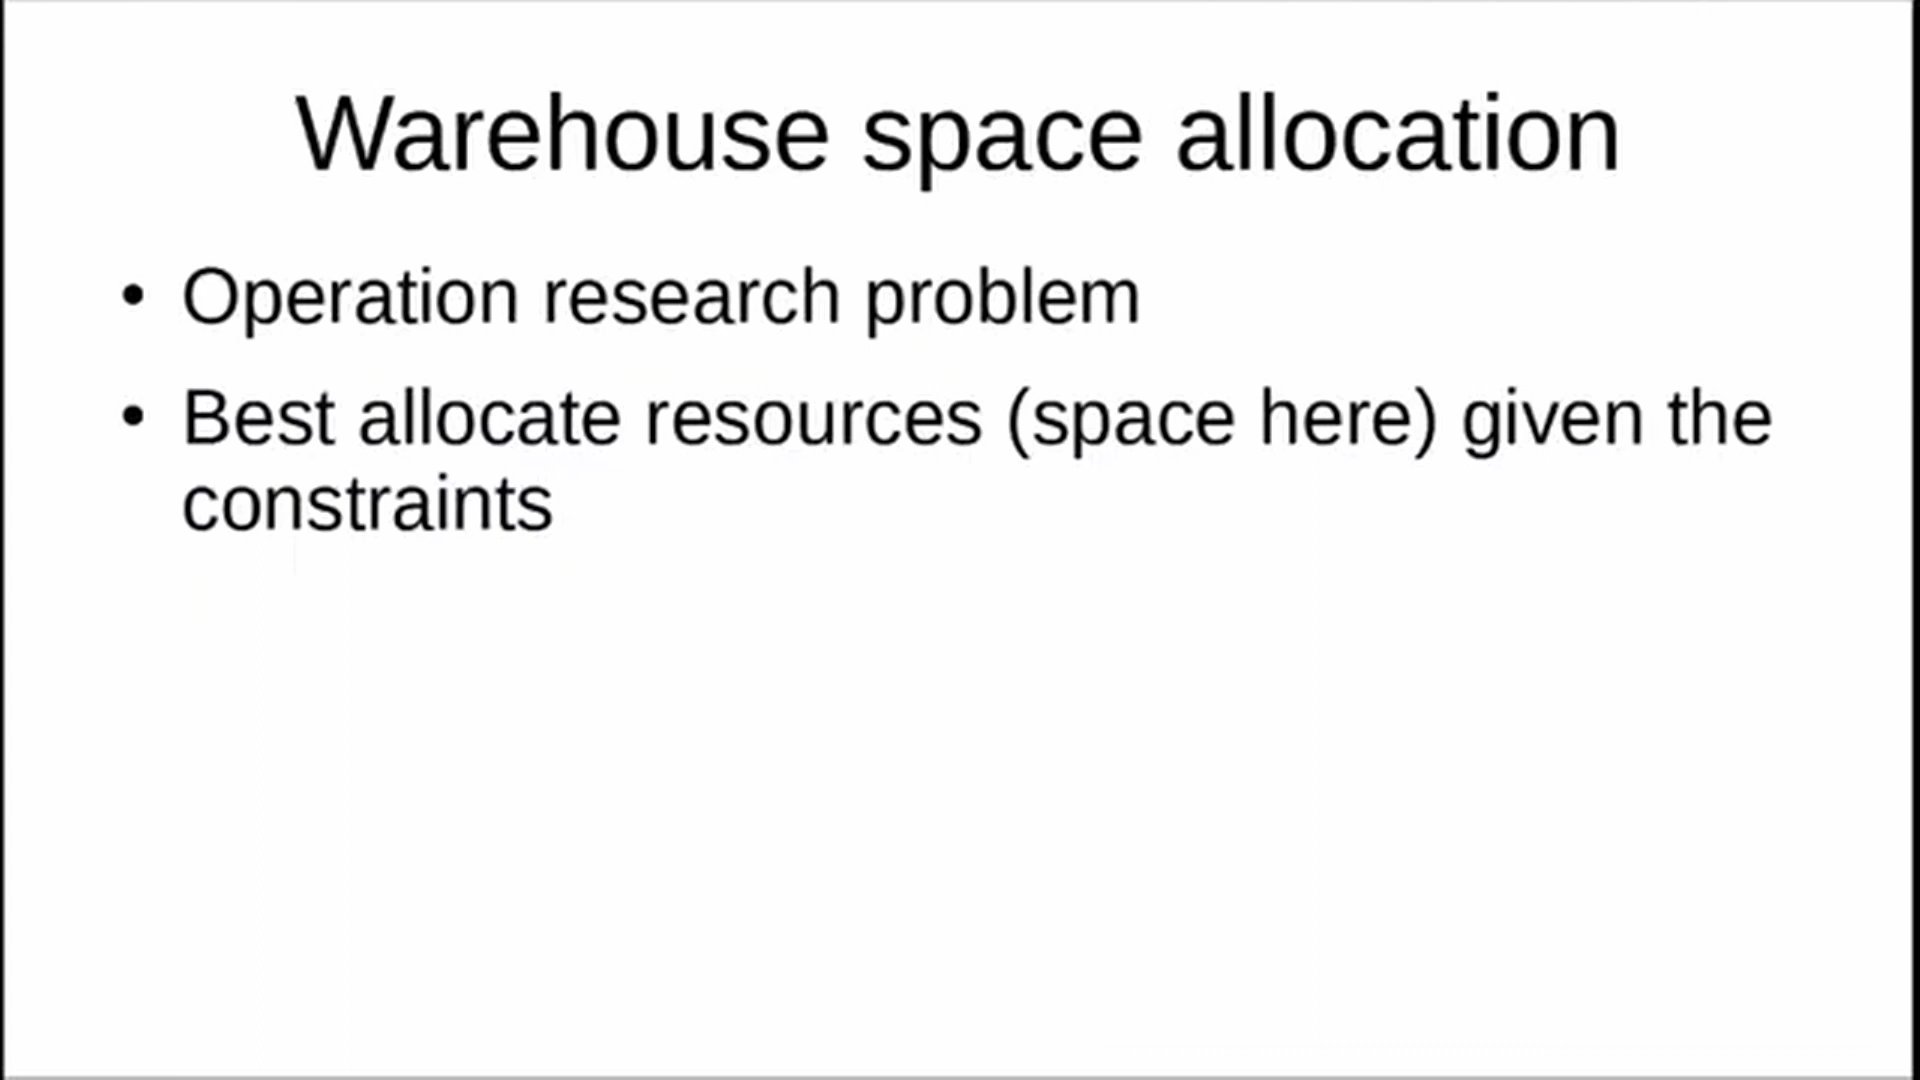 Warehouse space allocation
• Operation research problem
• Best allocate resources (space here) given the
constraints